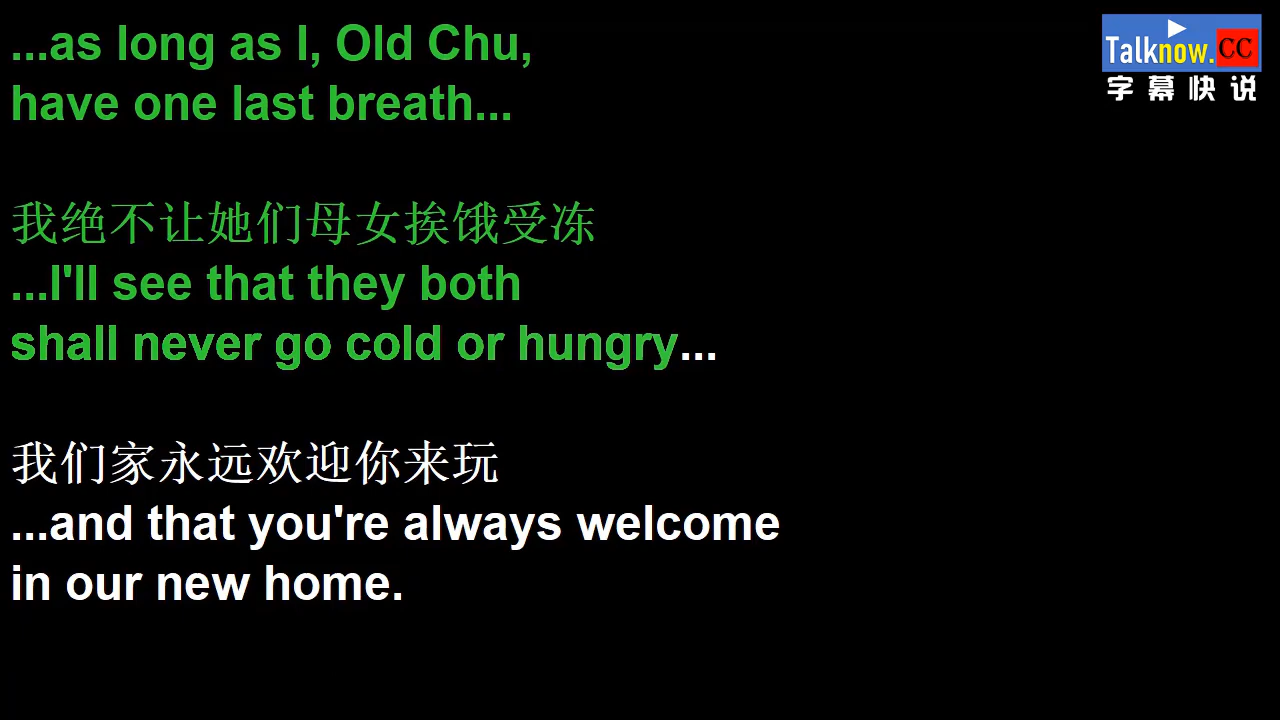 ...as long as I, Old Chu,
have one last breath...
我绝不让她们母女挨饿受冻
...I'll see that they both
shall never go cold or hungry...
我们家永远欢迎你来玩
...and that you're always welcome
in our new home.
Talknow.CC
字幕快说